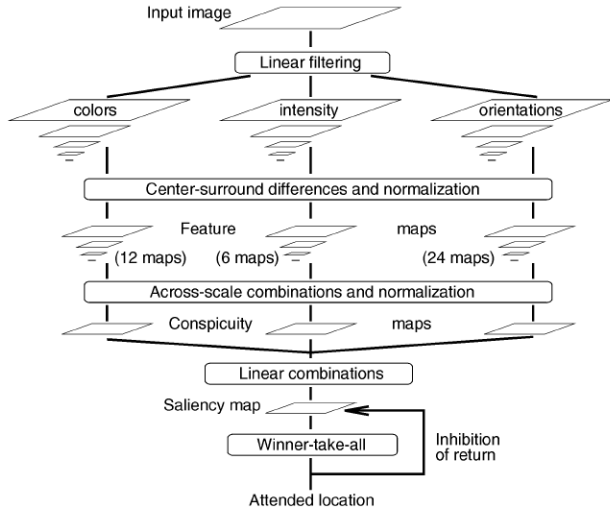 Input image
Linear filtering
colors intensity orientations
Center-surround differences and normalization
Feature maps
(12 maps) (6 maps) (24 maps)
Across-scale combinations and normalization
Conspicuity maps
Linear combinations
Saliency map
Winner-take-all
Inhibition
of return
Attended location